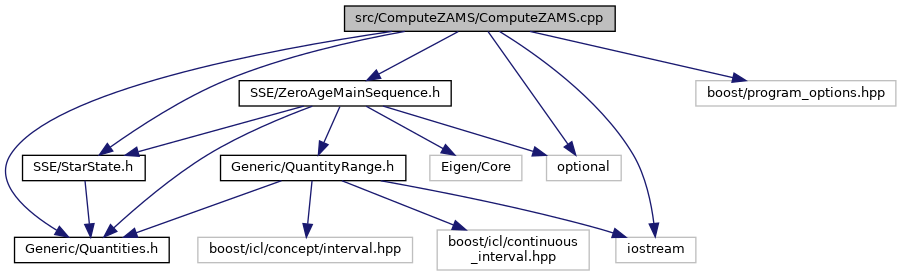 src/ComputeZAMS/ComputeZAMS.cpp
SSE/ZeroAgeMainSequence.h
boost/program_options.hpp
SSE/StarState.h
Generic/QuantityRange.h
Eigen/Core
optional
Generic/Quantities.h
boost/icl/concept/interval.hpp
boost/icl/continuous
_interval.hpp
iostream